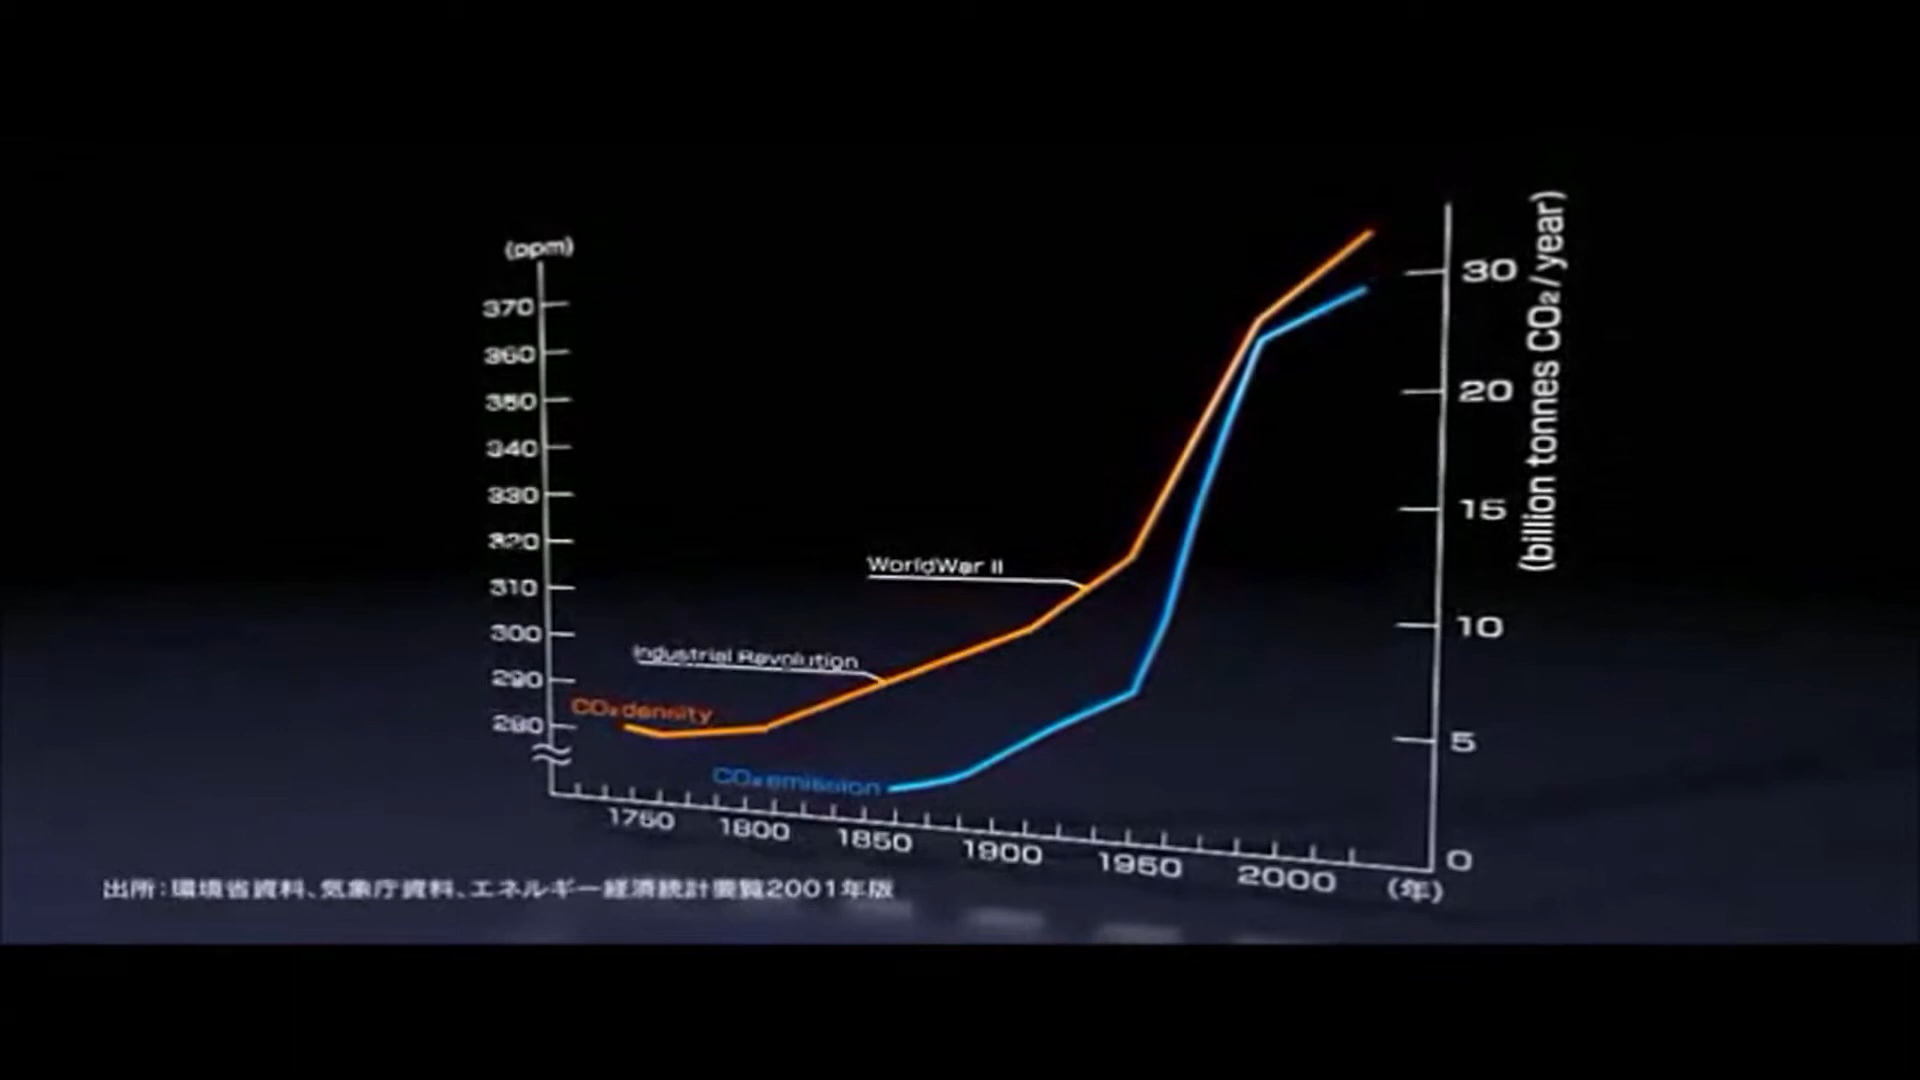 (ppm)
370
360
350
340
330
320
310
300
290
280
30
20
15
10
5
0
(billion tonnes CO2/year)
WorldWar II
Industrial Revolution
CO2 density
CO2 emission
1750 1800 1850 1900 1950 2000 (年)
出所:環境省資料、気象庁資料、エネルギー経済統計要覧2001年版